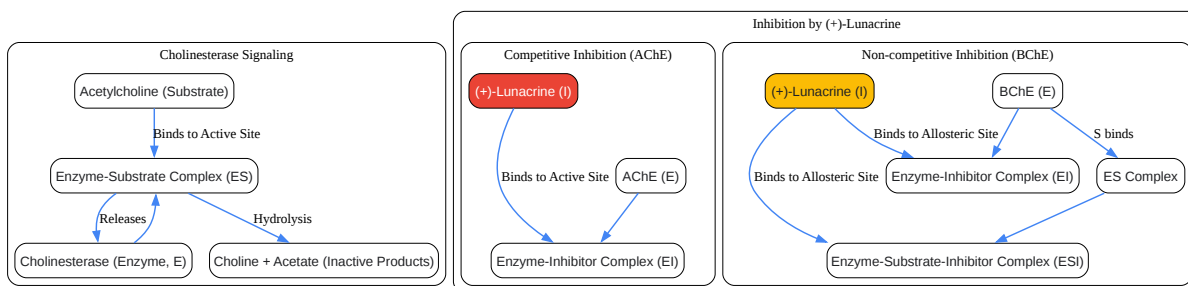 Inhibition by (+)-Lunacrine
Cholinesterase Signaling
Acetylcholine (Substrate)
Binds to Active Site
Enzyme-Substrate Complex (ES)
Releases
Hydrolysis
Cholinesterase (Enzyme, E)
Choline + Acetate (Inactive Products)
Competitive Inhibition (AChE)
(+)-Lunacrine (I)
Binds to Active Site
AChE (E)
Enzyme-Inhibitor Complex (EI)
Non-competitive Inhibition (BChE)
(+)-Lunacrine (I)
BChE (E)
Binds to Allosteric Site
S binds
Binds to Allosteric Site
Enzyme-Inhibitor Complex (EI)
ES Complex
Enzyme-Substrate-Inhibitor Complex (ESI)